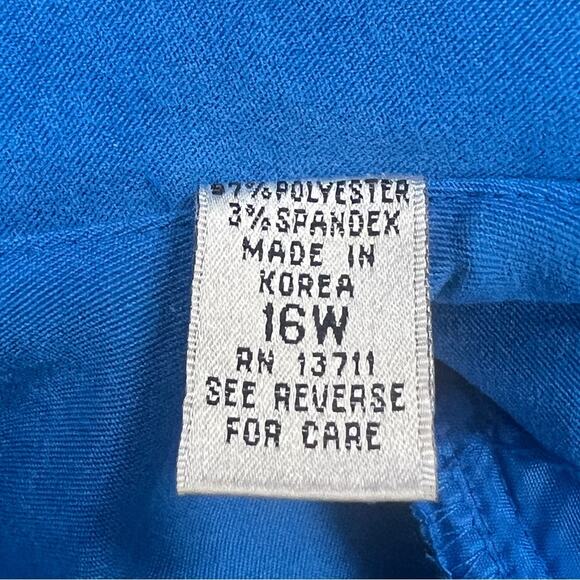 97% POLYESTER
3% SPANDEX
MADE IN
KOREA
16W
RN 13711
SEE REVERSE
FOR CARE